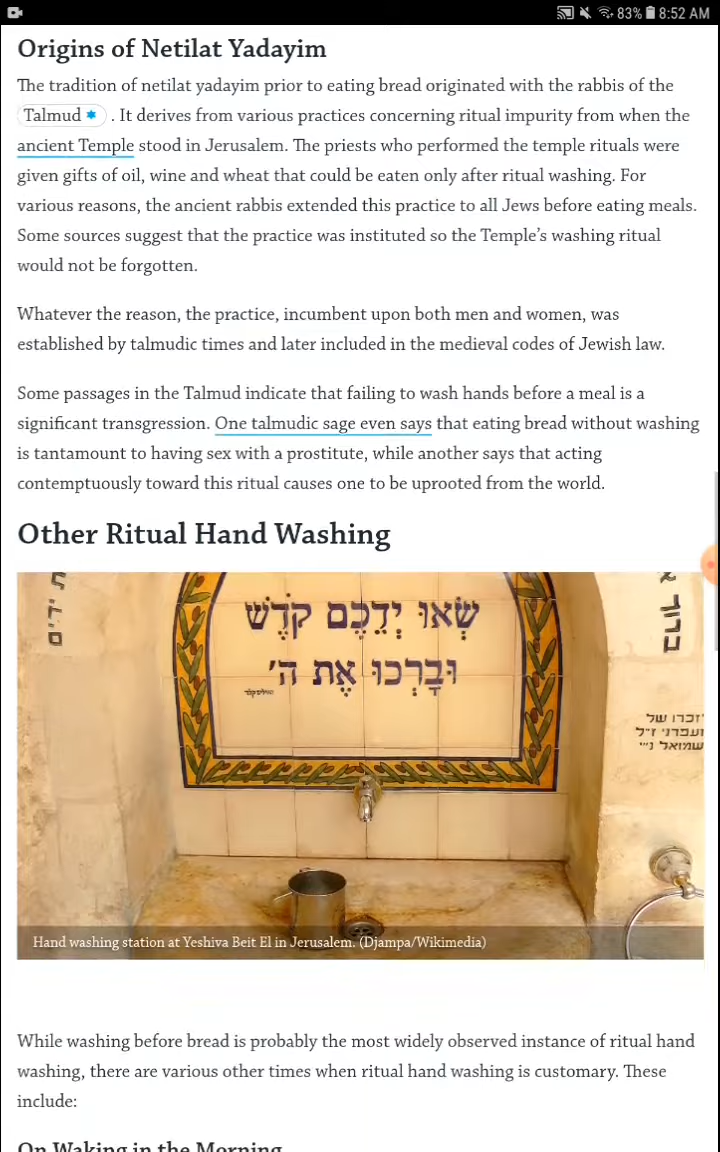 83% 8:52 AM
Origins of Netilat Yadayim
The tradition of netilat yadayim prior to eating bread originated with the rabbis of the
Talmud . It derives from various practices concerning ritual impurity from when the
ancient Temple stood in Jerusalem. The priests who performed the temple rituals were
given gifts of oil, wine and wheat that could be eaten only after ritual washing. For
various reasons, the ancient rabbis extended this practice to all Jews before eating meals.
Some sources suggest that the practice was instituted so the Temple’s washing ritual
would not be forgotten.
Whatever the reason, the practice, incumbent upon both men and women, was
established by talmudic times and later included in the medieval codes of Jewish law.
Some passages in the Talmud indicate that failing to wash hands before a meal is a
significant transgression. One talmudic sage even says that eating bread without washing
is tantamount to having sex with a prostitute, while another says that acting
contemptuously toward this ritual causes one to be uprooted from the world.
Other Ritual Hand Washing
ת ידים
שְׂאוּ יְדֵכֶם קֹדֶשׁ
וּבָרְכוּ אֶת ה'
ברוך א
של
ז"ל
שמואל
Hand washing station at Yeshiva Beit El in Jerusalem. (Djampa/Wikimedia)
While washing before bread is probably the most widely observed instance of ritual hand
washing, there are various other times when ritual hand washing is customary. These
include:
On Waking in the Morning